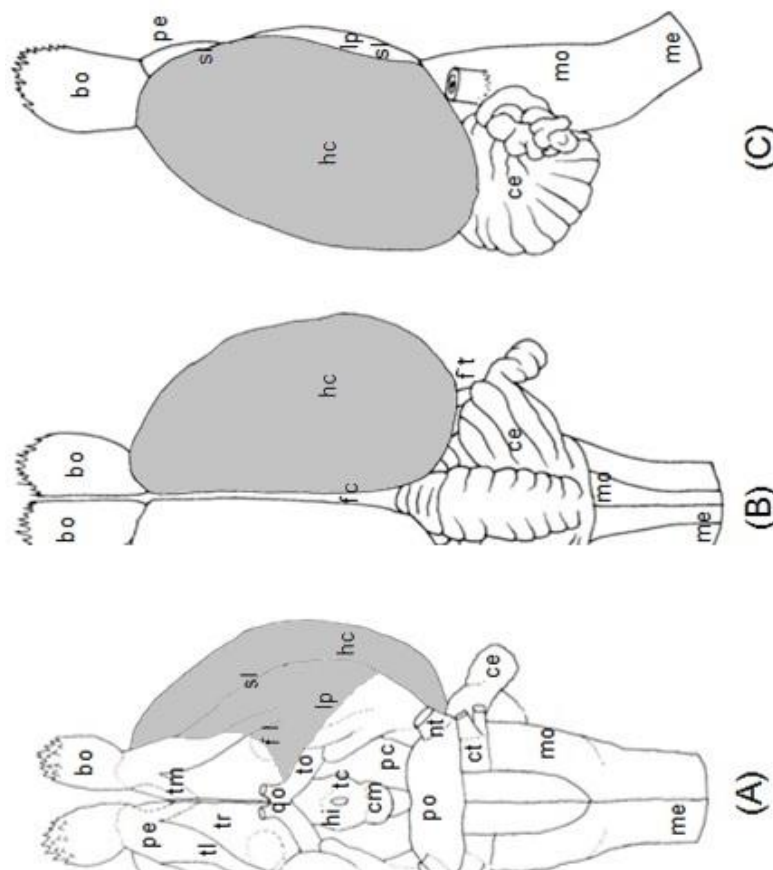 bo
pe
tm
tl
tr
sl
hc
fl
lp
qo
to
hi
tc
cm
pc
nt
po
ct
ce
mo
me
(A)
bo
bo
hc
fc
ft
ce
mo
me
(B)
bo
pe
sl
hc
lp
sl
ce
mo
me
(C)